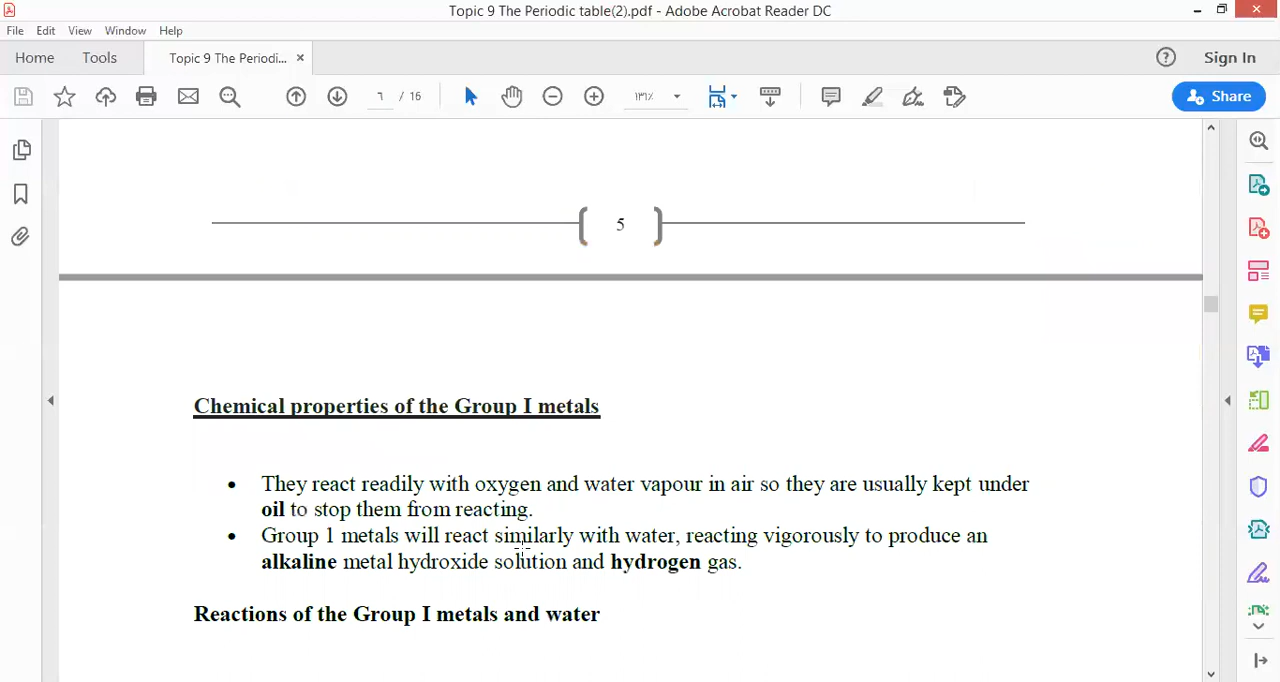 Topic 9 The Periodic table(2).pdf - Adobe Acrobat Reader DC
File Edit View Window Help
Home Tools Topic 9 The Periodi... × Sign In
٦ / 16 ١٣١٪ Share
5
Chemical properties of the Group I metals
• They react readily with oxygen and water vapour in air so they are usually kept under
oil to stop them from reacting.
• Group 1 metals will react similarly with water, reacting vigorously to produce an
alkaline metal hydroxide solution and hydrogen gas.
Reactions of the Group I metals and water